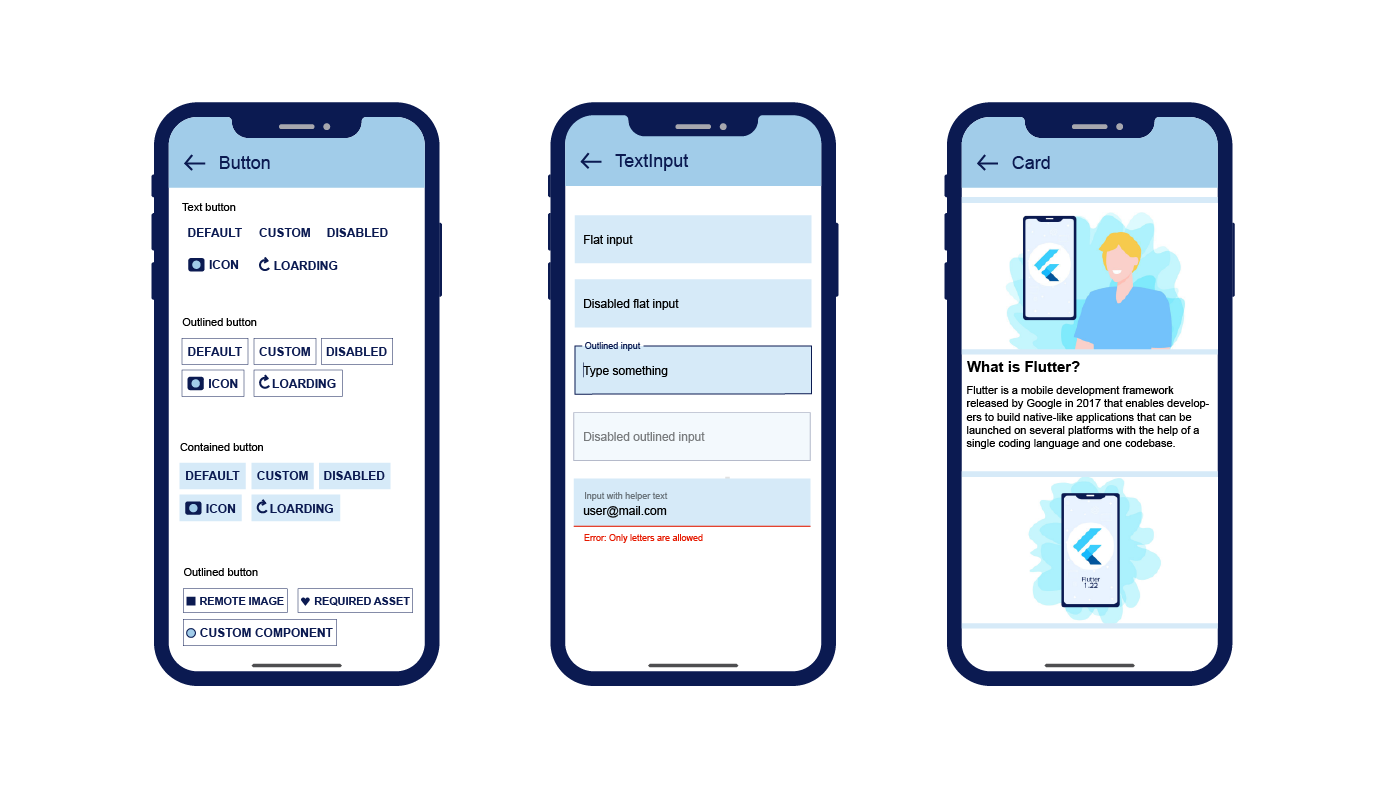 Button
Text button
DEFAULT CUSTOM DISABLED
ICON LOARDING
Outlined button
DEFAULT CUSTOM DISABLED
ICON LOARDING
Contained button
DEFAULT CUSTOM DISABLED
ICON LOARDING
Outlined button
REMOTE IMAGE REQUIRED ASSET
CUSTOM COMPONENT
TextInput
Flat input
Disabled flat input
Outlined input
Type something
Disabled outlined input
Input with helper text
user@mail.com
Error: Only letters are allowed
Card
What is Flutter?
Flutter is a mobile development framework
released by Google in 2017 that enables develop-
ers to build native-like applications that can be
launched on several platforms with the help of a
single coding language and one codebase.
Flutter
1.22